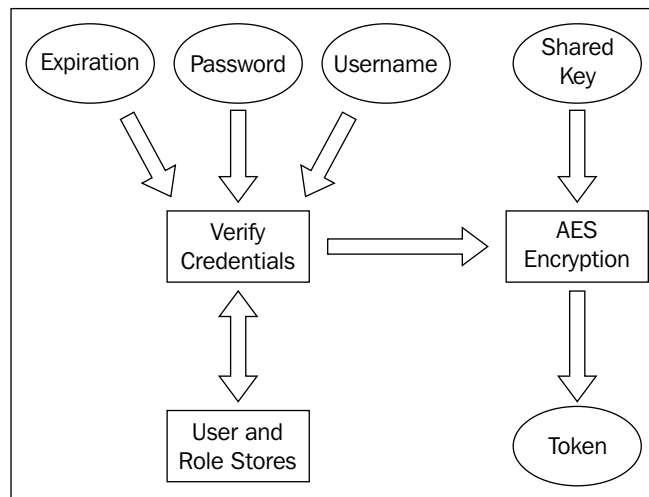 Expiration
Password
Username
Shared
Key
Verify
Credentials
AES
Encryption
User and
Role Stores
Token